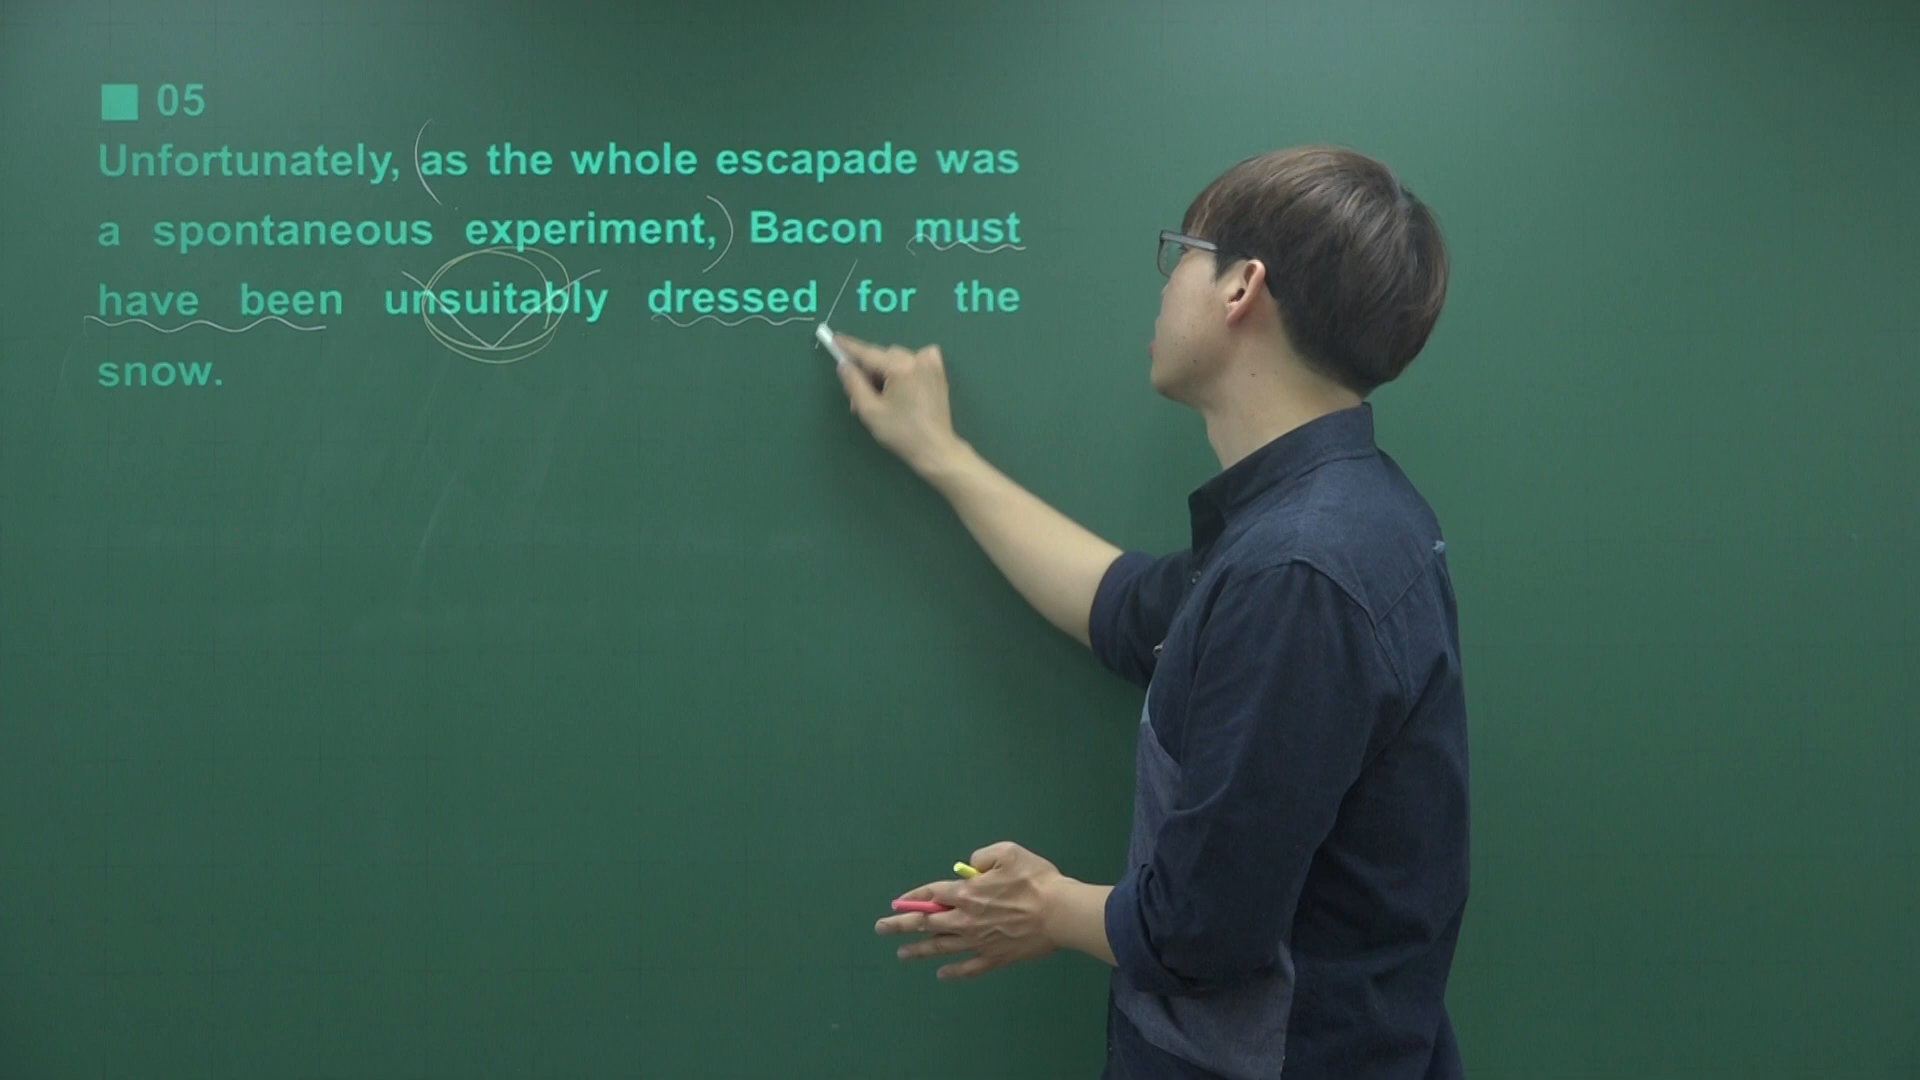 ■ 05
Unfortunately, as the whole escapade was
a spontaneous experiment, Bacon must
have been unsuitably dressed for the
snow.